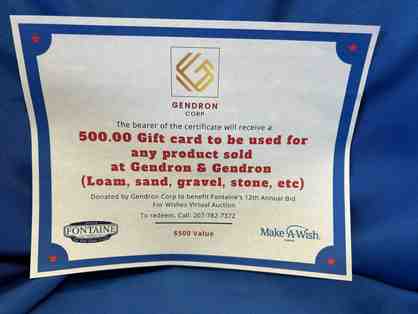 GENDRON
CORP
The bearer of the certificate will receive a
500.00 Gift card to be used for
any product sold
at Gendron & Gendron
(Loam, sand, gravel, stone, etc)
Donated by Gendron Corp to benefit Fontaine's 12th Annual Bid
For Wishes Virtual Auction
To redeem, Call: 207-782-7372
$500 Value
FONTAINE
Make-A-Wish